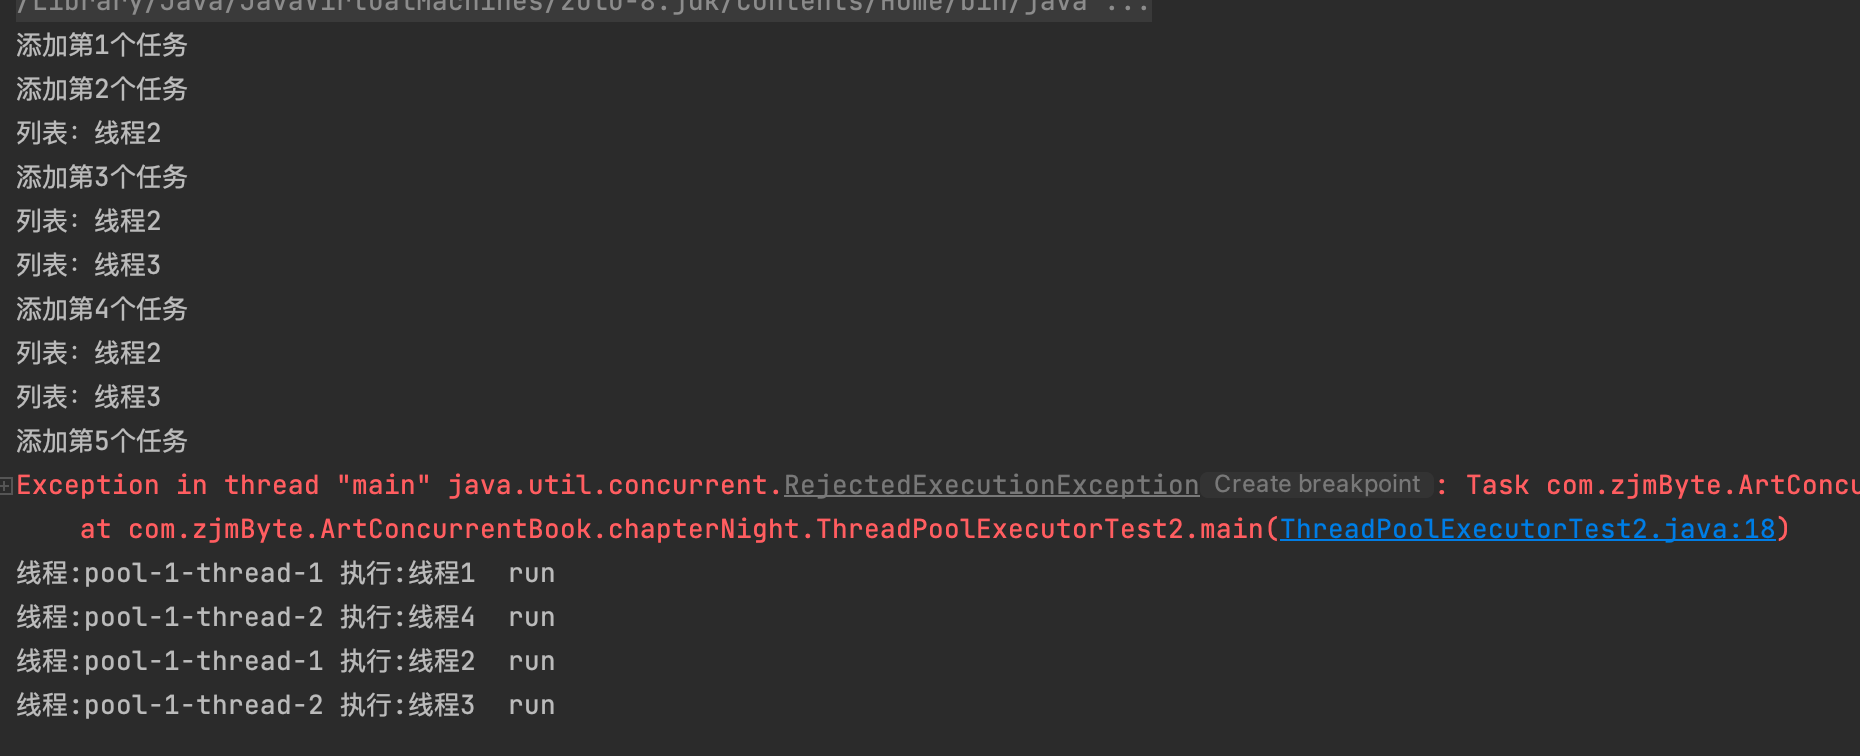 /Library/Java/JavaVirtualMachines/zulu-8.jdk/Contents/Home/bin/java ...
添加第1个任务
添加第2个任务
列表：线程2
添加第3个任务
列表：线程2
列表：线程3
添加第4个任务
列表：线程2
列表：线程3
添加第5个任务
Exception in thread "main" java.util.concurrent.RejectedExecutionException Create breakpoint : Task com.zjmByte.ArtConcu
at com.zjmByte.ArtConcurrentBook.chapterNight.ThreadPoolExecutorTest2.main(ThreadPoolExecutorTest2.java:18)
线程:pool-1-thread-1 执行:线程1  run
线程:pool-1-thread-2 执行:线程4  run
线程:pool-1-thread-1 执行:线程2  run
线程:pool-1-thread-2 执行:线程3  run